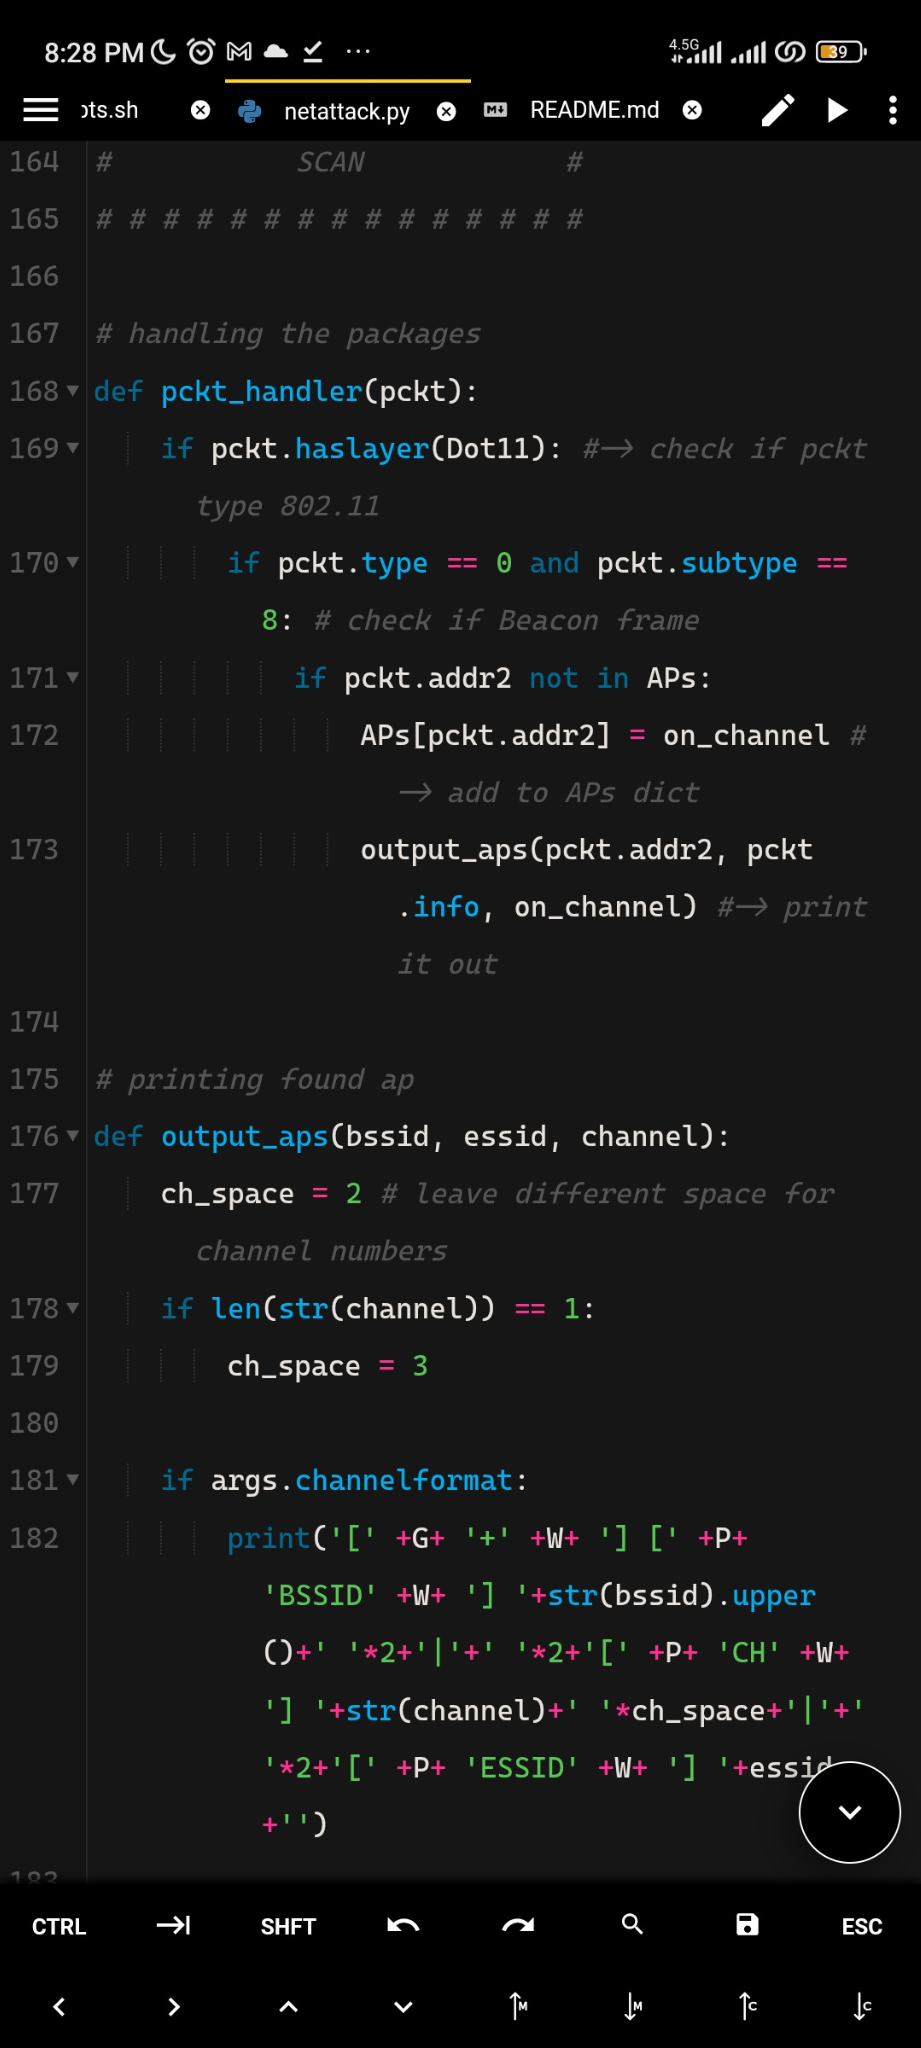 8:28 PM ... 4.5G 39
ots.sh netattack.py M↓ README.md
164 # SCAN #
165 # # # # # # # # # # # # # # #
166
167 # handling the packages
168 def pckt_handler(pckt):
169 if pckt.haslayer(Dot11): #--> check if pckt
type 802.11
170 if pckt.type == 0 and pckt.subtype ==
8: # check if Beacon frame
171 if pckt.addr2 not in APs:
172 APs[pckt.addr2] = on_channel #
--> add to APs dict
173 output_aps(pckt.addr2, pckt
.info, on_channel) #--> print
it out
174
175 # printing found ap
176 def output_aps(bssid, essid, channel):
177 ch_space = 2 # leave different space for
channel numbers
178 if len(str(channel)) == 1:
179 ch_space = 3
180
181 if args.channelformat:
182 print('[' +G+ '+' +W+ '] [' +P+
'BSSID' +W+ '] '+str(bssid).upper
()+' '*2+'|'+' '*2+'[' +P+ 'CH' +W+
'] '+str(channel)+' '*ch_space+'|'+'
'*2+'[' +P+ 'ESSID' +W+ '] '+essid
+'')
183
CTRL SHFT ESC
M M C C